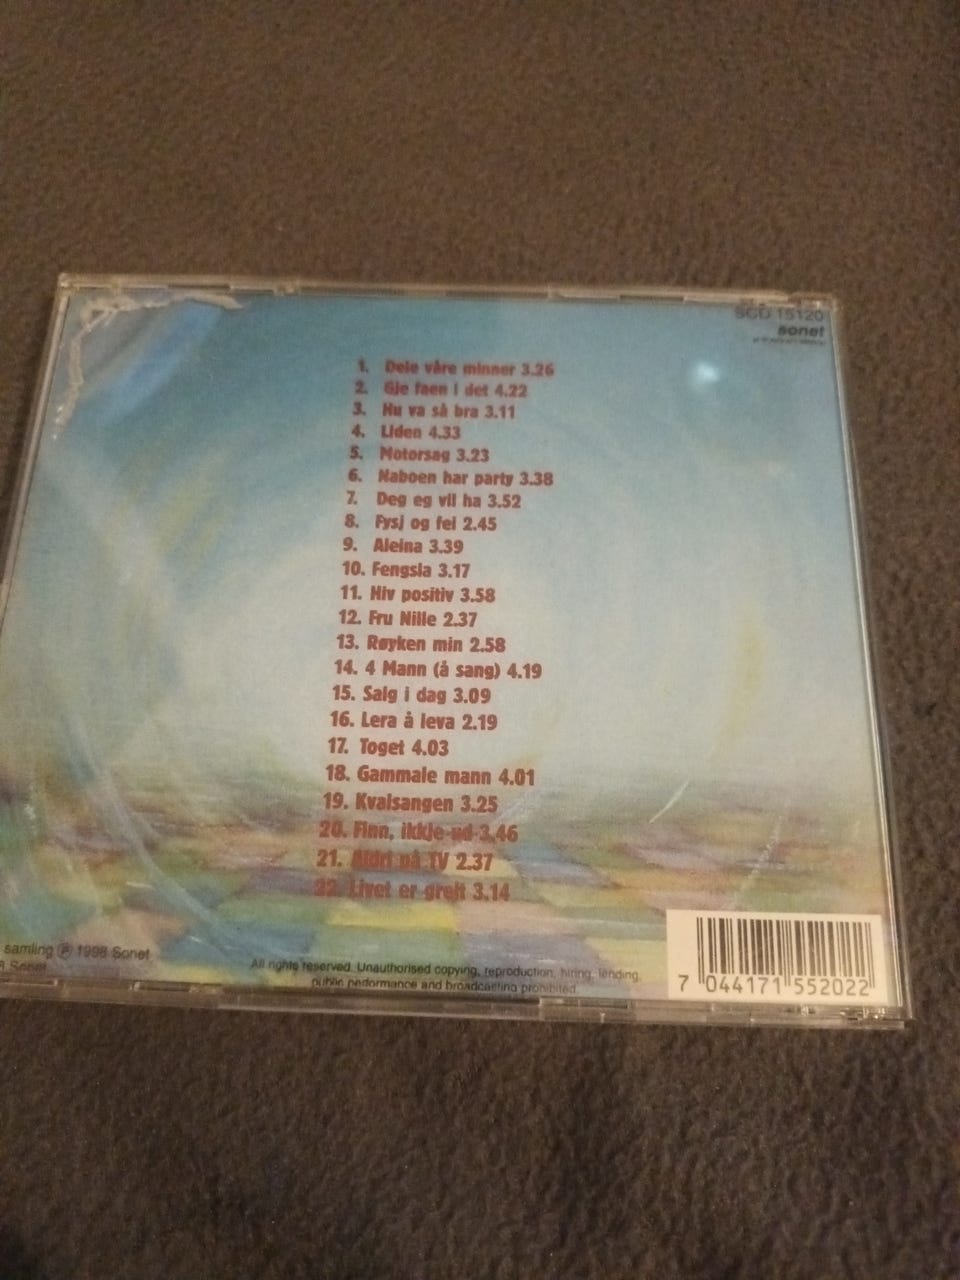 SCD 15120
sonet
1. Dele våre minner 3.26
2. Gje faen i det 4.22
3. Hu va så bra 3.11
4. Liden 4.33
5. Motorsag 3.23
6. Naboen har party 3.38
7. Deg eg vil ha 3.52
8. Fysj og fei 2.45
9. Aleina 3.39
10. Fengsla 3.17
11. Hiv positiv 3.58
12. Fru Nille 2.37
13. Røyken min 2.58
14. 4 Mann (å sang) 4.19
15. Salg i dag 3.09
16. Lera å leva 2.19
17. Toget 4.03
18. Gammale mann 4.01
19. Kvalsangen 3.25
20. Finn, ikkje ud 3.46
21. Aldri på TV 2.37
22. Livet er greit 3.14
samling ℗ 1998 Sonet
8 Sonet
All rights reserved. Unauthorised copying, reproduction, hiring, lending,
public performance and broadcasting prohibited.
7 044171 552022